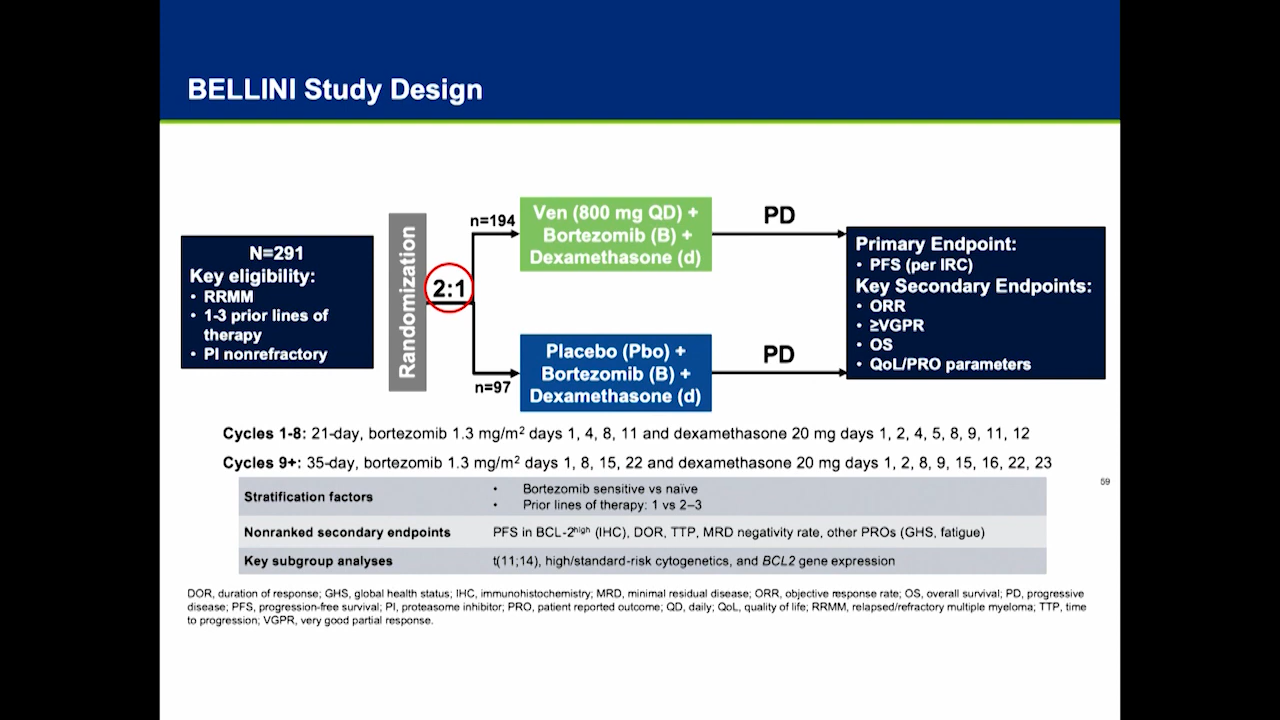 BELLINI Study Design
N=291
Key eligibility:
• RRMM
• 1-3 prior lines of
therapy
• PI nonrefractory
Randomization
2:1
n=194
n=97
Ven (800 mg QD) +
Bortezomib (B) +
Dexamethasone (d)
Placebo (Pbo) +
Bortezomib (B) +
Dexamethasone (d)
PD
PD
Primary Endpoint:
• PFS (per IRC)
Key Secondary Endpoints:
• ORR
• ≥VGPR
• OS
• QoL/PRO parameters
Cycles 1-8: 21-day, bortezomib 1.3 mg/m² days 1, 4, 8, 11 and dexamethasone 20 mg days 1, 2, 4, 5, 8, 9, 11, 12
Cycles 9+: 35-day, bortezomib 1.3 mg/m² days 1, 8, 15, 22 and dexamethasone 20 mg days 1, 2, 8, 9, 15, 16, 22, 23
59
Stratification factors
• Bortezomib sensitive vs naïve
• Prior lines of therapy: 1 vs 2–3
Nonranked secondary endpoints PFS in BCL-2ʰⁱᵍʰ (IHC), DOR, TTP, MRD negativity rate, other PROs (GHS, fatigue)
Key subgroup analyses t(11;14), high/standard-risk cytogenetics, and BCL2 gene expression
DOR, duration of response; GHS, global health status; IHC, immunohistochemistry; MRD, minimal residual disease; ORR, objective response rate; OS, overall survival; PD, progressive
disease; PFS, progression-free survival; PI, proteasome inhibitor; PRO, patient reported outcome; QD, daily; QoL, quality of life; RRMM, relapsed/refractory multiple myeloma; TTP, time
to progression; VGPR, very good partial response.